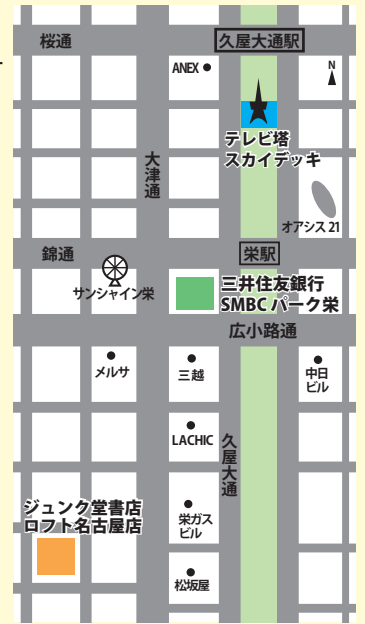 桜通
久屋大通駅
ANEX
N
テレビ塔
スカイデッキ
大津通
オアシス21
錦通
栄駅
サンシャイン栄
三井住友銀行
SMBC パーク栄
広小路通
メルサ
三越
中日
ビル
LACHIC
久屋大通
ジュンク堂書店
ロフト名古屋店
栄ガス
ビル
松坂屋